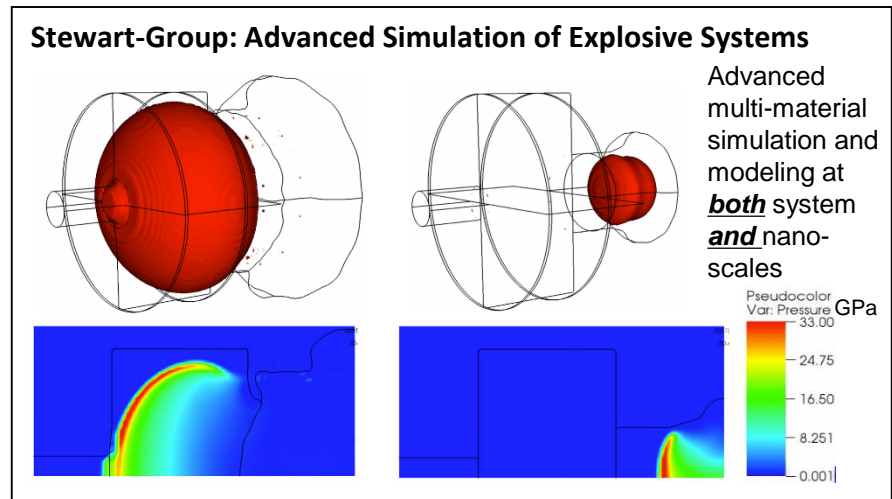 Stewart-Group: Advanced Simulation of Explosive Systems
Advanced
multi-material
simulation and
modeling at
both system
and nano-
scales
Pseudocolor
Var: Pressure GPa
33.00
24.75
16.50
8.251
0.001